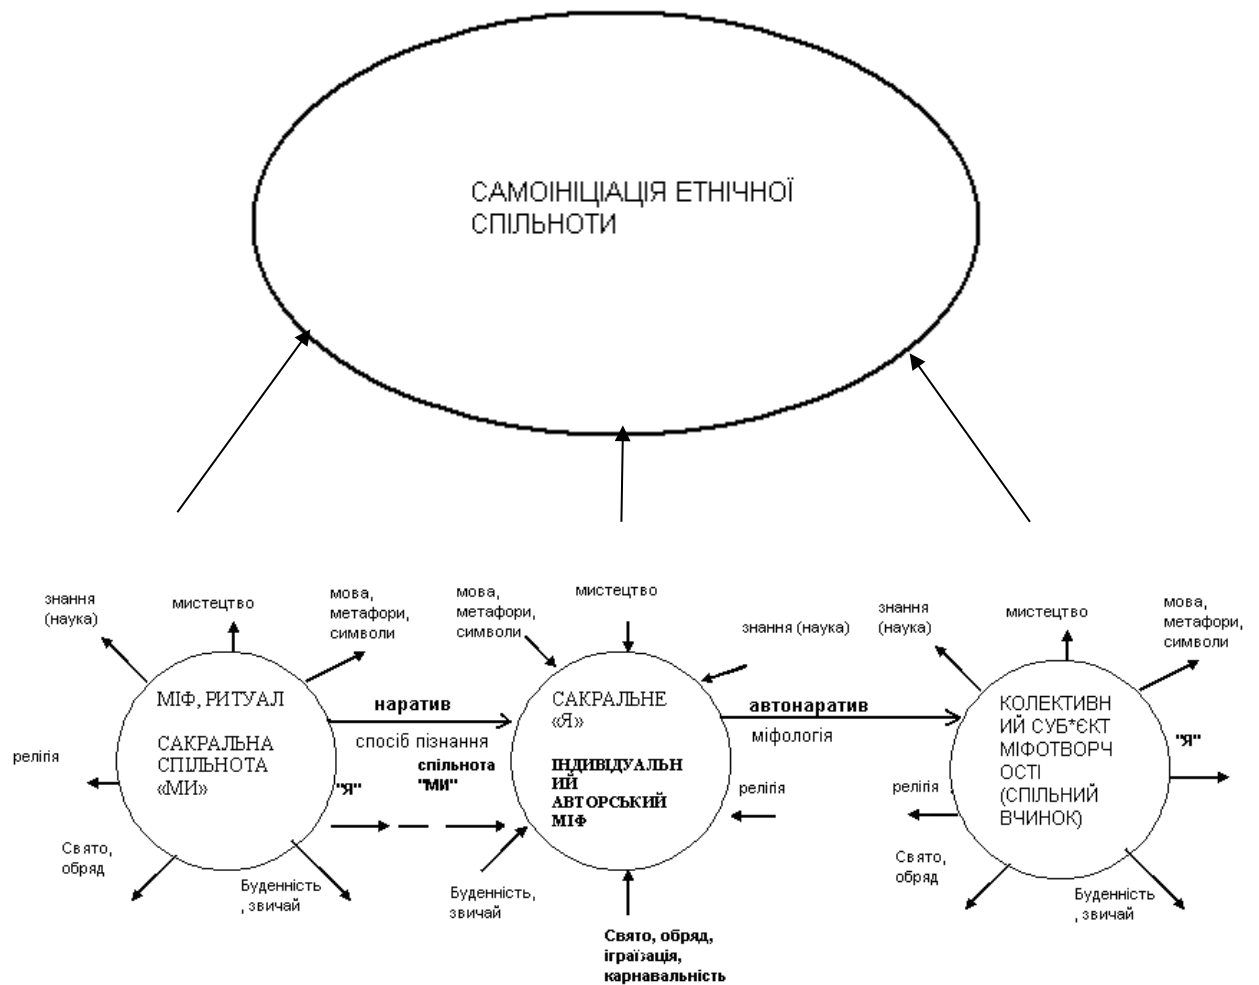 САМОІНІЦІАЦІЯ ЕТНІЧНОЇ
СПІЛЬНОТИ
знання
(наука)
мистецтво
мова,
метафори,
символи
МІФ, РИТУАЛ
САКРАЛЬНА
СПІЛЬНОТА
«МИ»
релігія
Свято,
обряд
Буденність
, звичай
"Я"
наратив
спосіб пізнання
спільнота
"МИ"
мова,
метафори,
символи
мистецтво
знання (наука)
САКРАЛЬНЕ
«Я»
ІНДИВІДУАЛЬН
ИЙ
АВТОРСЬКИЙ
МІФ
релігія
Буденність,
звичай
Свято, обряд,
іграїзація,
карнавальність
автонаратив
міфологія
знання
(наука)
мистецтво
мова,
метафори,
символи
КОЛЕКТИВН
ИЙ СУБ*ЄКТ
МІФОТВОРЧ
ОСТІ
(СПІЛЬНИЙ
ВЧИНОК)
"Я"
релігія
Свято,
обряд
Буденність
, звичай